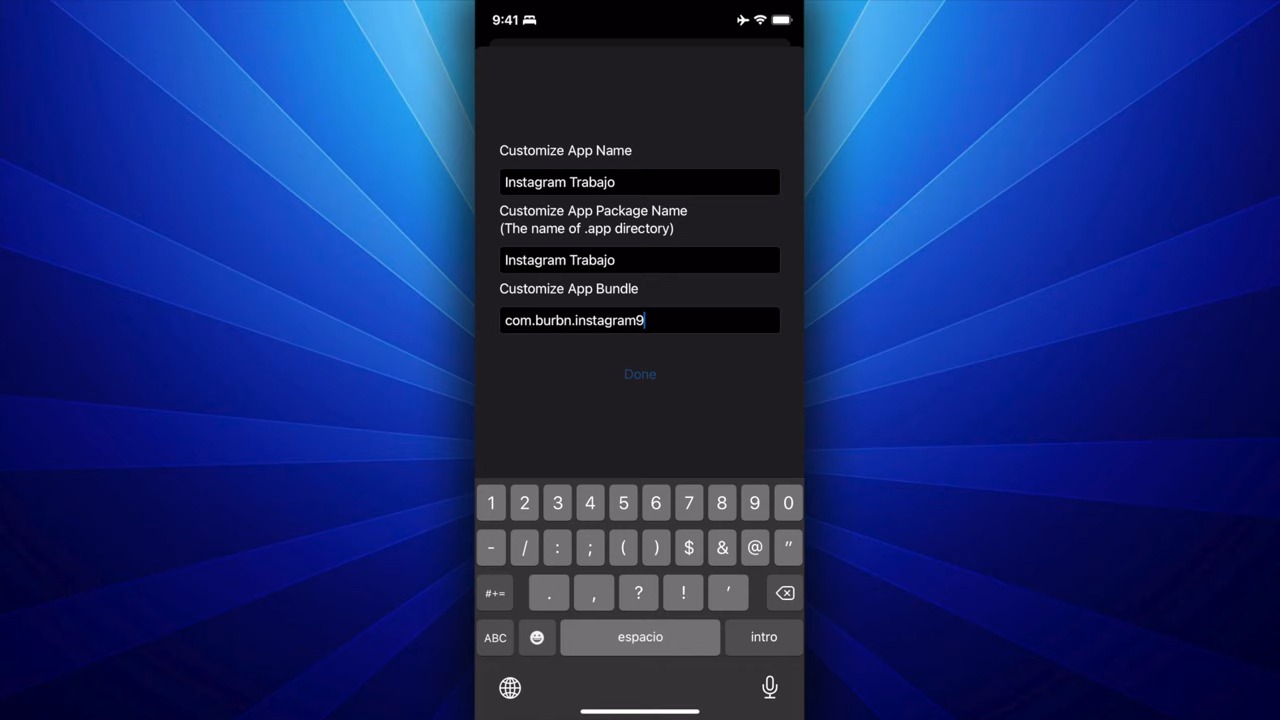 9:41
Customize App Name
Instagram Trabajo
Customize App Package Name
(The name of .app directory)
Instagram Trabajo
Customize App Bundle
com.burbn.instagram9
Done
1 2 3 4 5 6 7 8 9 0
- / : ; ( ) $ & @ "
#+= . , ? ! '
ABC espacio intro